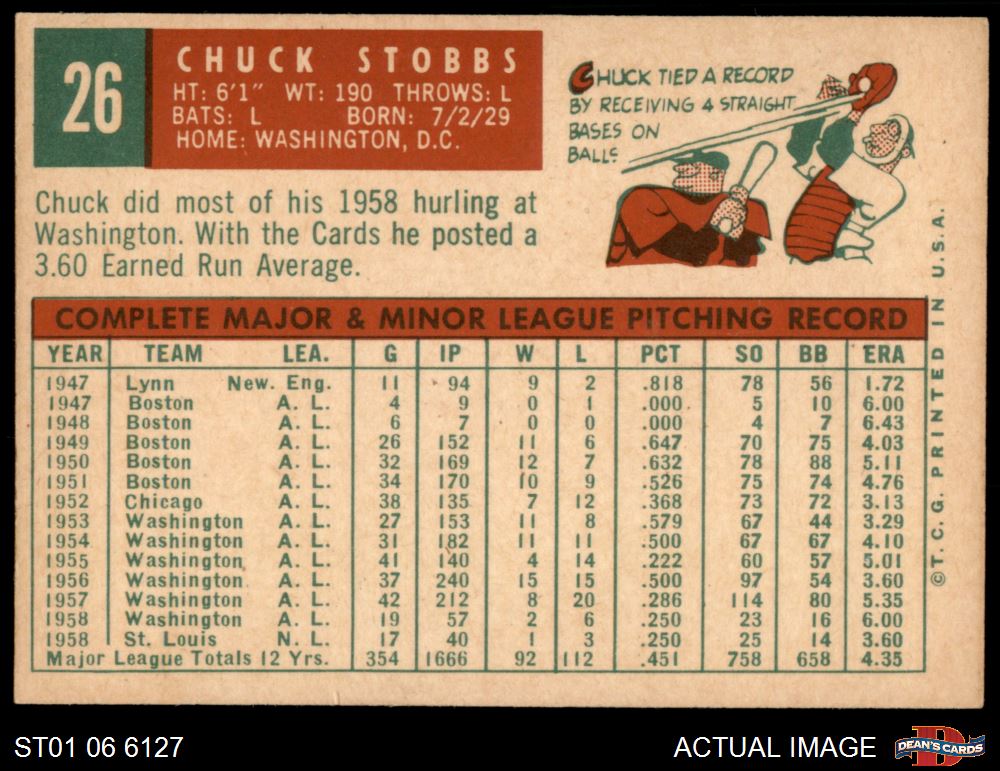 26
CHUCK STOBBS
HT: 6'1" WT: 190 THROWS: L
BATS: L BORN: 7/2/29
HOME: WASHINGTON, D.C.
CHUCK TIED A RECORD
BY RECEIVING 4 STRAIGHT
BASES ON
BALLS
Chuck did most of his 1958 hurling at
Washington. With the Cards he posted a
3.60 Earned Run Average.
COMPLETE MAJOR & MINOR LEAGUE PITCHING RECORD
YEAR TEAM LEA. G IP W L PCT SO BB ERA
1947 Lynn New. Eng. 11 94 9 2 .818 78 56 1.72
1947 Boston A. L. 4 9 0 1 .000 5 10 6.00
1948 Boston A. L. 6 7 0 0 .000 4 7 6.43
1949 Boston A. L. 26 152 11 6 .647 70 75 4.03
1950 Boston A. L. 32 169 12 7 .632 78 88 5.11
1951 Boston A. L. 34 170 10 9 .526 75 74 4.76
1952 Chicago A. L. 38 135 7 12 .368 73 72 3.13
1953 Washington A. L. 27 153 11 8 .579 67 44 3.29
1954 Washington A. L. 31 182 11 11 .500 67 67 4.10
1955 Washington A. L. 41 140 4 14 .222 60 57 5.01
1956 Washington A. L. 37 240 15 15 .500 97 54 3.60
1957 Washington A. L. 42 212 8 20 .286 114 80 5.35
1958 Washington A. L. 19 57 2 6 .250 23 16 6.00
1958 St. Louis N. L. 17 40 1 3 .250 25 14 3.60
Major League Totals 12 Yrs. 354 1666 92 112 .451 758 658 4.35
©T.C.G. PRINTED IN U.S.A.
ST01 06 6127
ACTUAL IMAGE
D
DEAN'S CARDS